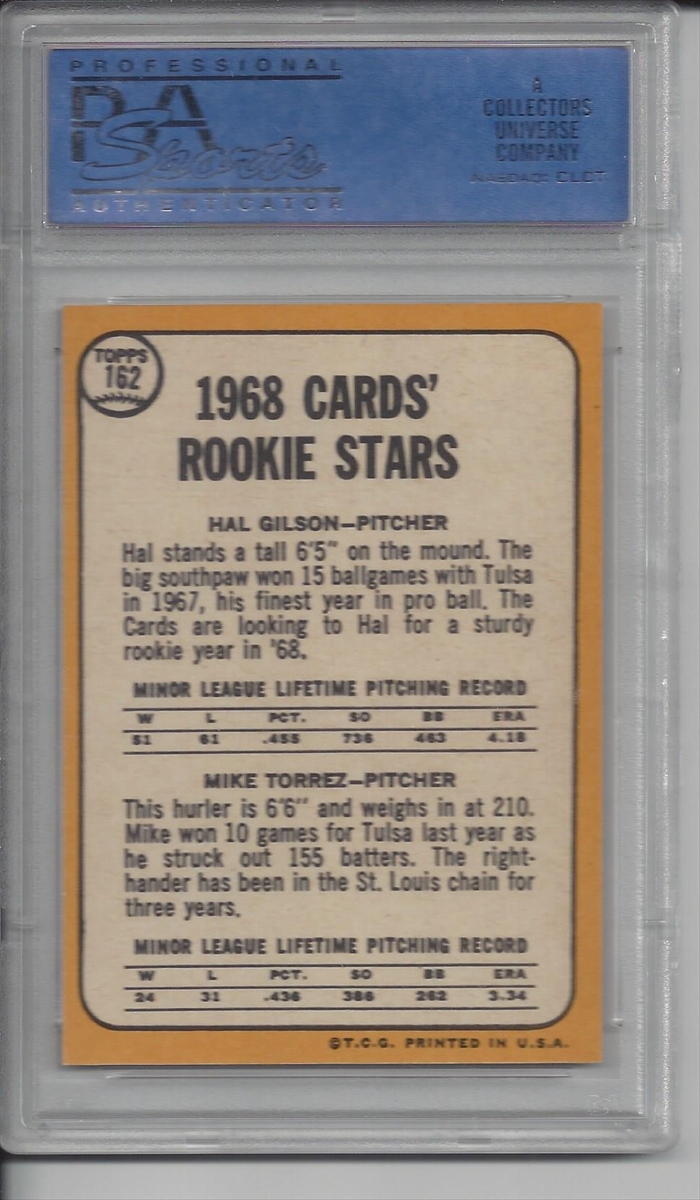 PROFESSIONAL
PSA
Sports
AUTHENTICATOR
A
COLLECTORS
UNIVERSE
COMPANY
NASDAQ: CLCT
TOPPS
162
1968 CARDS'
ROOKIE STARS
HAL GILSON—PITCHER
Hal stands a tall 6'5" on the mound. The
big southpaw won 15 ballgames with Tulsa
in 1967, his finest year in pro ball. The
Cards are looking to Hal for a sturdy
rookie year in '68.
MINOR LEAGUE LIFETIME PITCHING RECORD
W L PCT. SO BB ERA
51 61 .455 736 463 4.18
MIKE TORREZ—PITCHER
This hurler is 6'6" and weighs in at 210.
Mike won 10 games for Tulsa last year as
he struck out 155 batters. The right-
hander has been in the St. Louis chain for
three years.
MINOR LEAGUE LIFETIME PITCHING RECORD
W L PCT. SO BB ERA
24 31 .436 386 262 3.34
©T.C.G. PRINTED IN U.S.A.